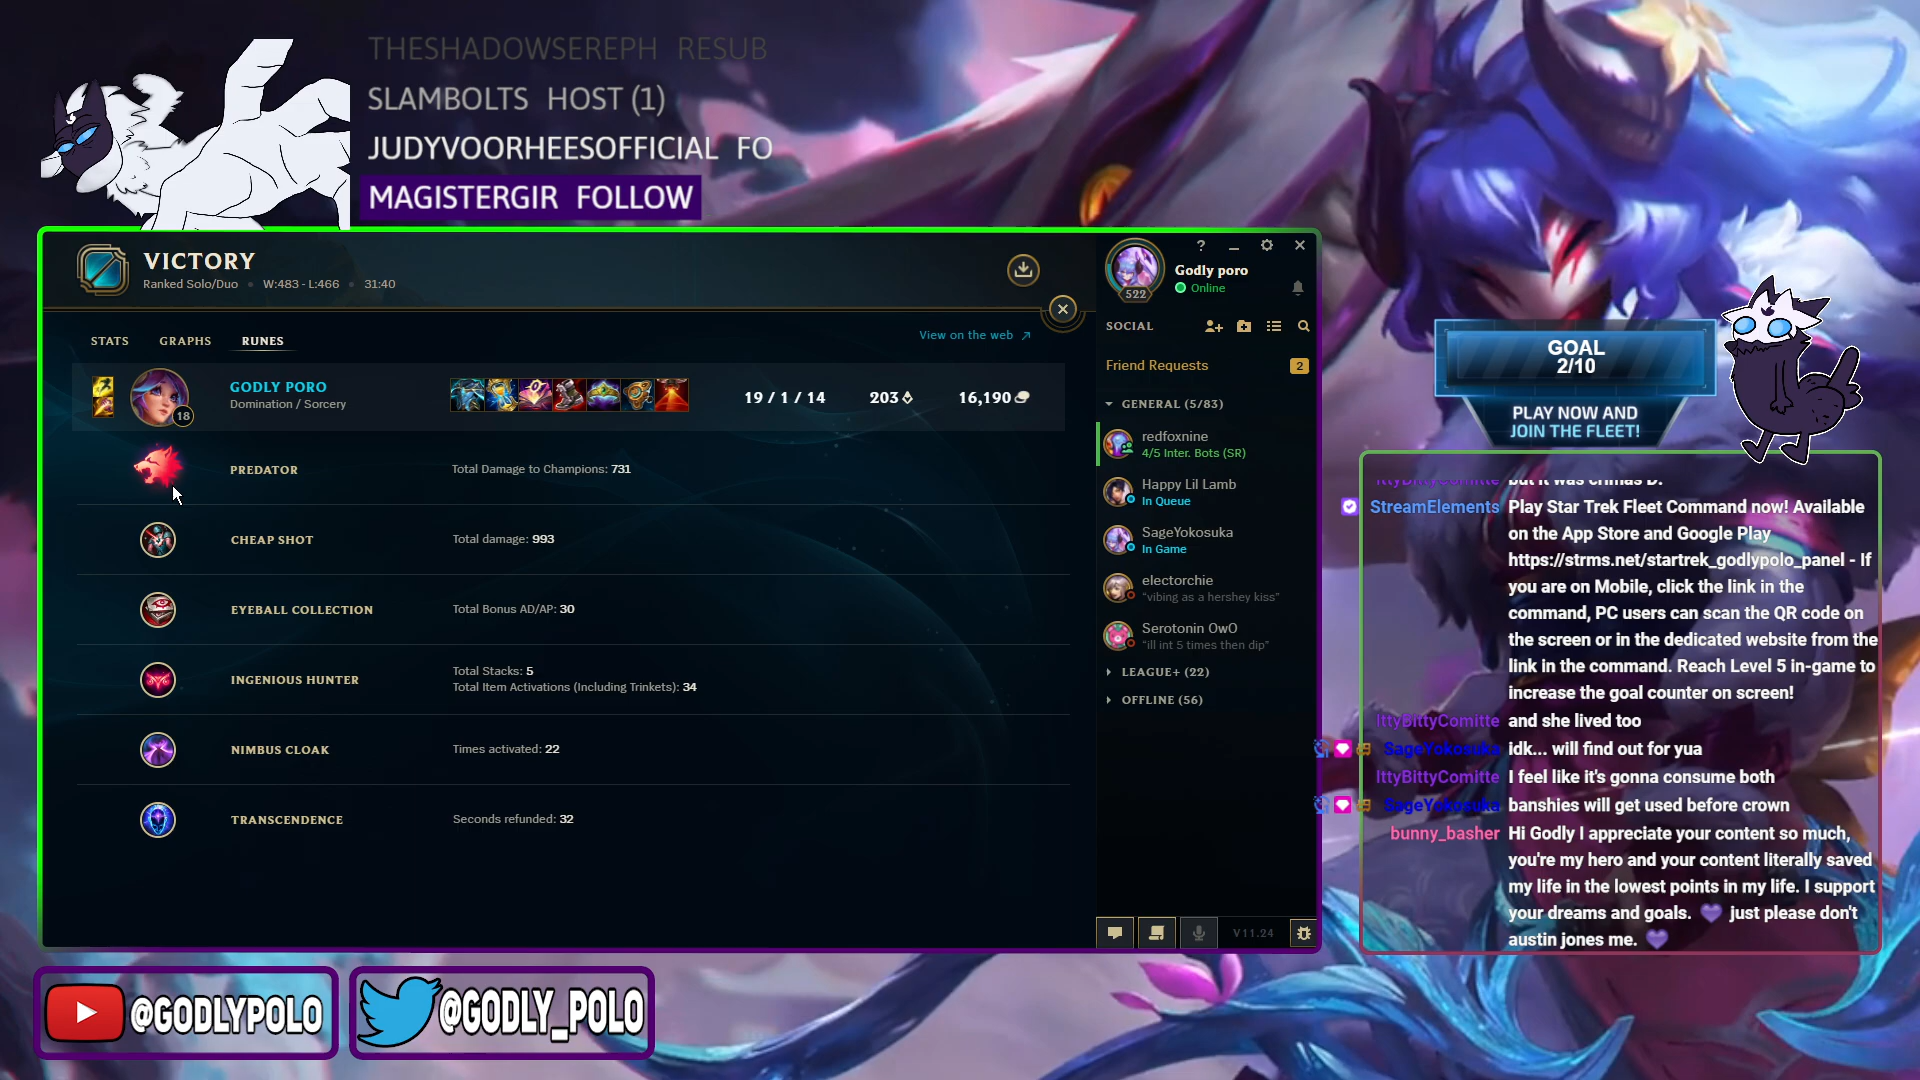 THESHADOWSEREPH RESUB
SLAMBOLTS HOST (1)
JUDYVOORHEESOFFICIAL FO
MAGISTERGIR FOLLOW
VICTORY
Ranked Solo/Duo • W:483 - L:466 • 31:40
STATS GRAPHS RUNES
View on the web
18
GODLY PORO
Domination / Sorcery
19 / 1 / 14
203
16,190
PREDATOR
Total Damage to Champions: 731
CHEAP SHOT
Total damage: 993
EYEBALL COLLECTION
Total Bonus AD/AP: 30
INGENIOUS HUNTER
Total Stacks: 5
Total Item Activations (Including Trinkets): 34
NIMBUS CLOAK
Times activated: 22
TRANSCENDENCE
Seconds refunded: 32
?
522
Godly poro
Online
SOCIAL
Friend Requests
2
GENERAL (5/83)
redfoxnine
4/5 Inter. Bots (SR)
Happy Lil Lamb
In Queue
SageYokosuka
In Game
electorchie
"vibing as a hershey kiss"
Serotonin OwO
"ill int 5 times then dip"
LEAGUE+ (22)
OFFLINE (56)
V11.24
GOAL
2/10
PLAY NOW AND
JOIN THE FLEET!
IttyBittyComitte but it was crimas D:
StreamElements Play Star Trek Fleet Command now! Available
on the App Store and Google Play
https://strms.net/startrek_godlypolo_panel - If
you are on Mobile, click the link in the
command, PC users can scan the QR code on
the screen or in the dedicated website from the
link in the command. Reach Level 5 in-game to
increase the goal counter on screen!
IttyBittyComitte and she lived too
SageYokosuka idk... will find out for yua
IttyBittyComitte I feel like it's gonna consume both
SageYokosuka banshies will get used before crown
bunny_basher Hi Godly I appreciate your content so much,
you're my hero and your content literally saved
my life in the lowest points in my life. I support
your dreams and goals. 💜 just please don't
austin jones me. 💜
@GODLYPOLO
@GODLY_POLO